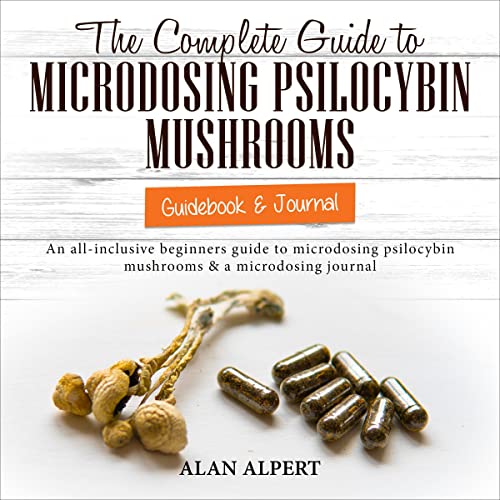 The Complete Guide to
MICRODOSING PSILOCYBIN
MUSHROOMS
Guidebook & Journal
An all-inclusive beginners guide to microdosing psilocybin
mushrooms & a microdosing journal
ALAN ALPERT